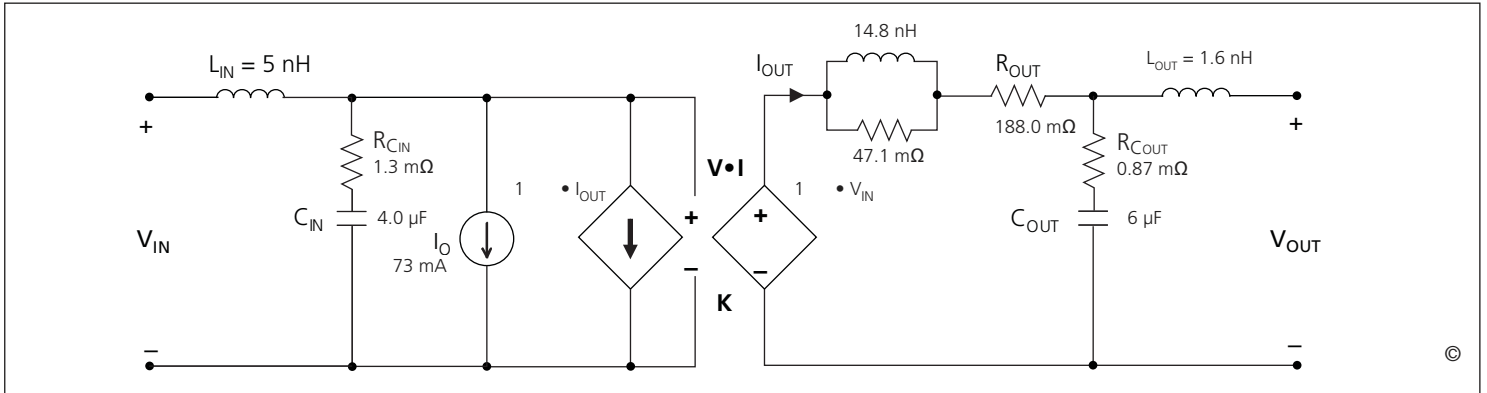 L_IN = 5 nH
14.8 nH
I_OUT
R_OUT
L_OUT = 1.6 nH
+
R_CIN
1.3 mΩ
47.1 mΩ
188.0 mΩ
+
R_COUT
0.87 mΩ
V•I
1 • I_OUT
1 • V_IN
C_IN
4.0 µF
+
+
C_OUT
6 µF
V_IN
I_O
73 mA
V_OUT
–
–
K
–
–
©